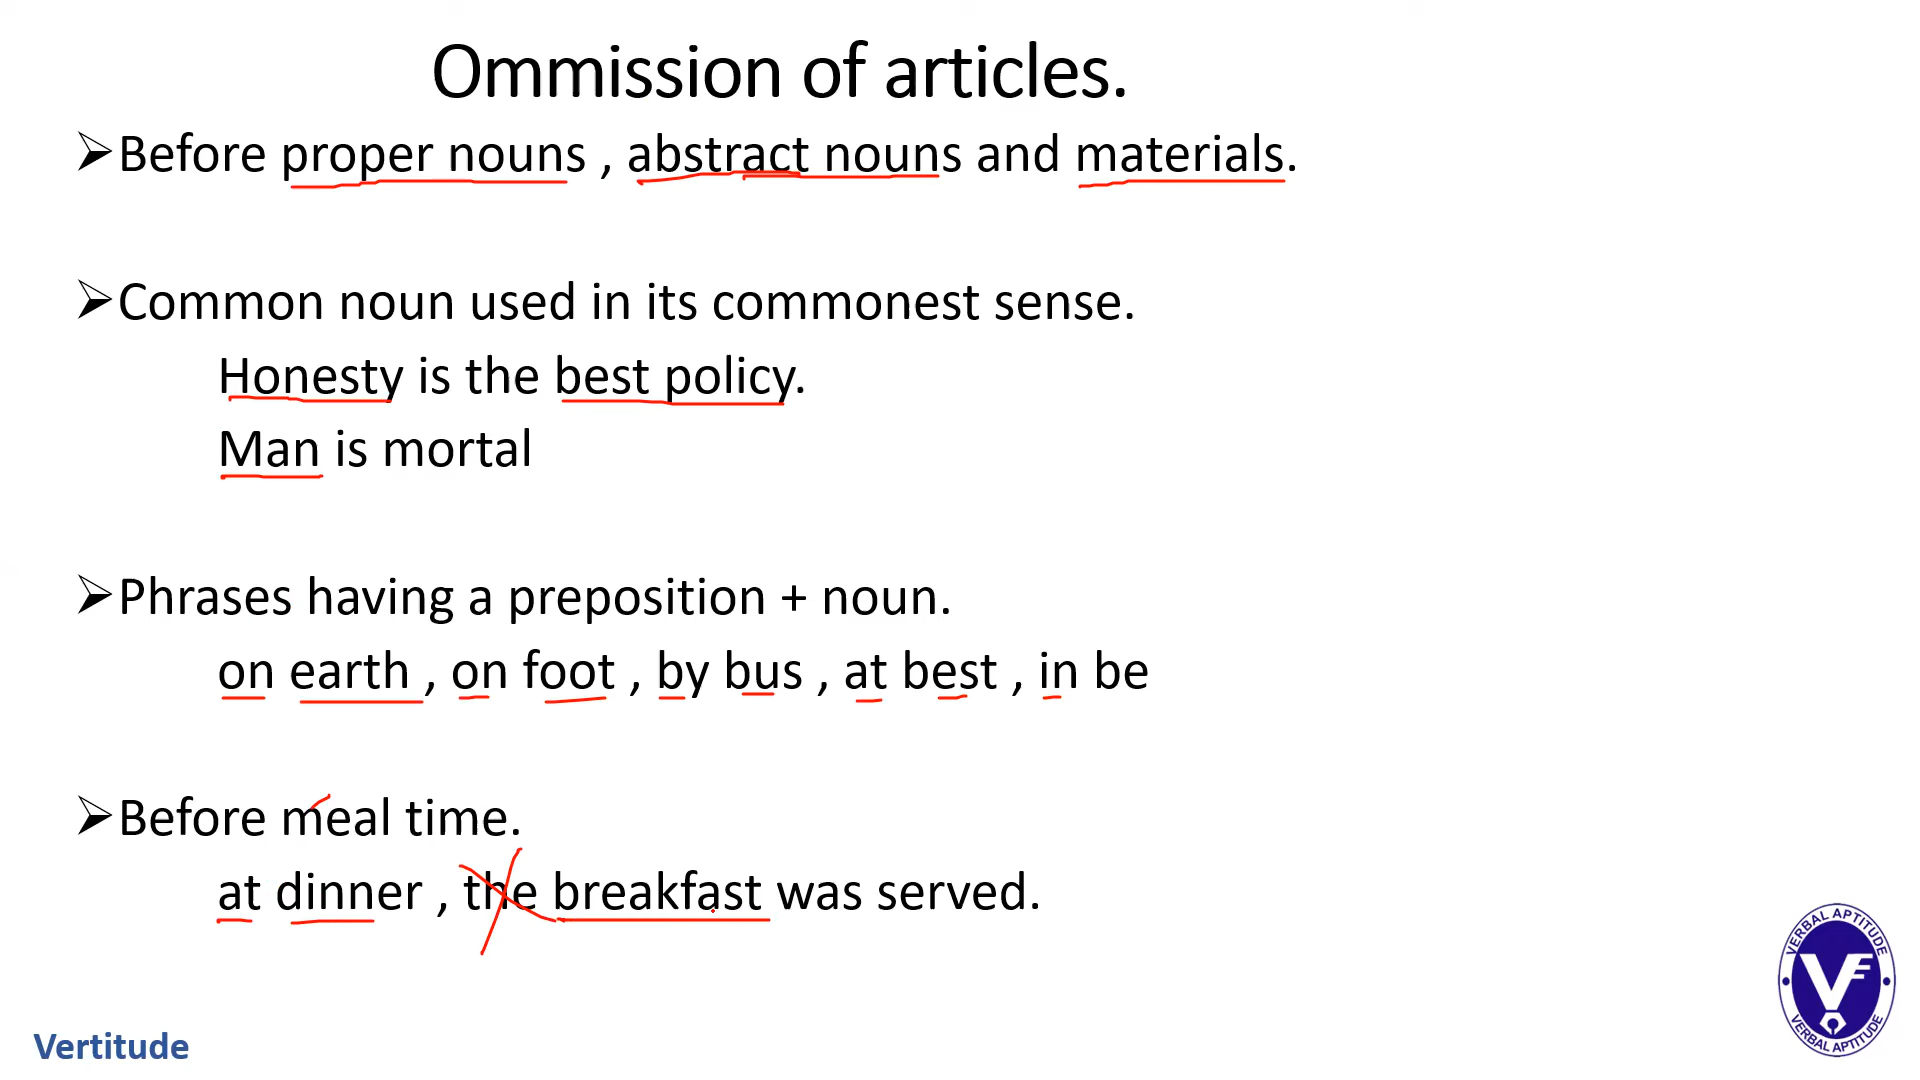 Ommission of articles.
➢Before proper nouns , abstract nouns and materials.
➢Common noun used in its commonest sense.
Honesty is the best policy.
Man is mortal
➢Phrases having a preposition + noun.
on earth , on foot , by bus , at best , in be
➢Before meal time.
at dinner , the breakfast was served.
VERBAL APTITUDE
VF
VERBAL APTITUDE
Vertitude